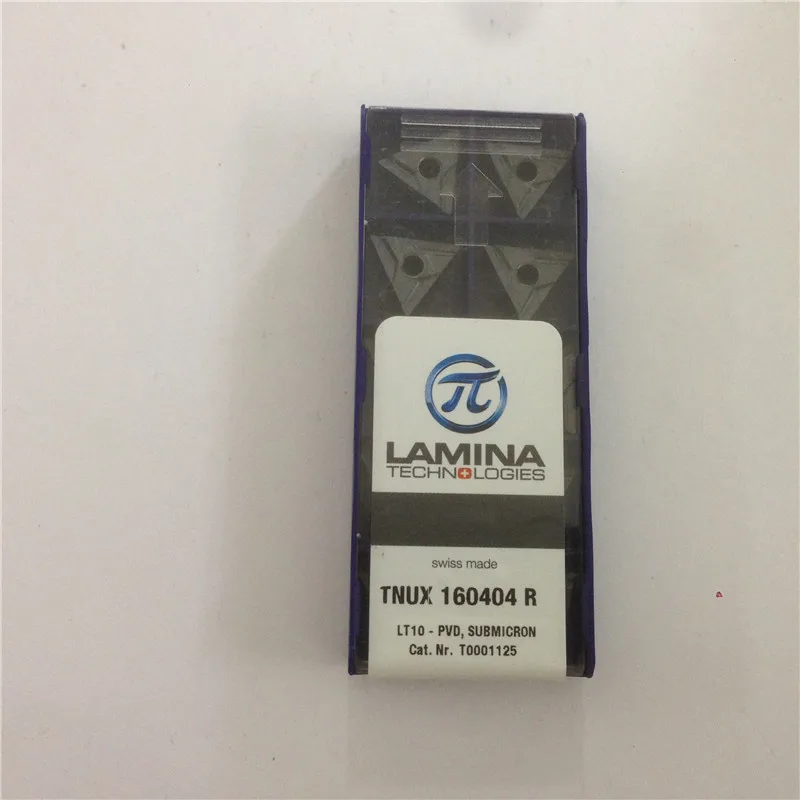 π
LAMINA
TECHNOLOGIES
swiss made
TNUX 160404 R
LT10 - PVD, SUBMICRON
Cat. Nr. T0001125